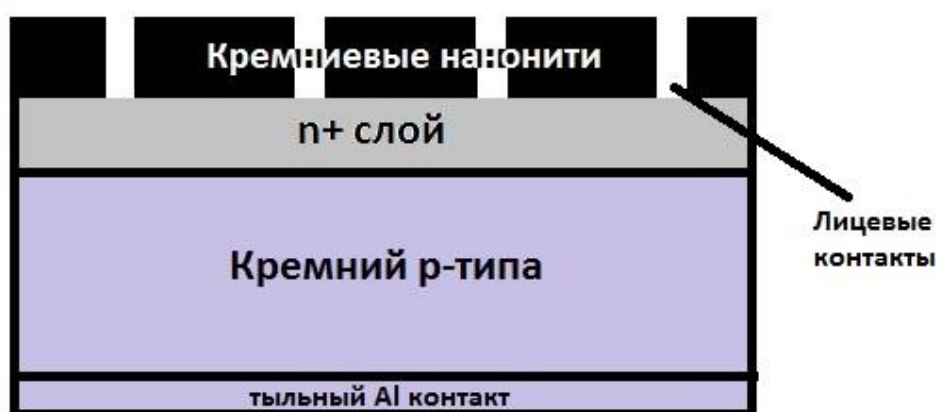 Кремниевые нанонити
n+ слой
Кремний р-типа
Лицевые
контакты
тыльный Al контакт